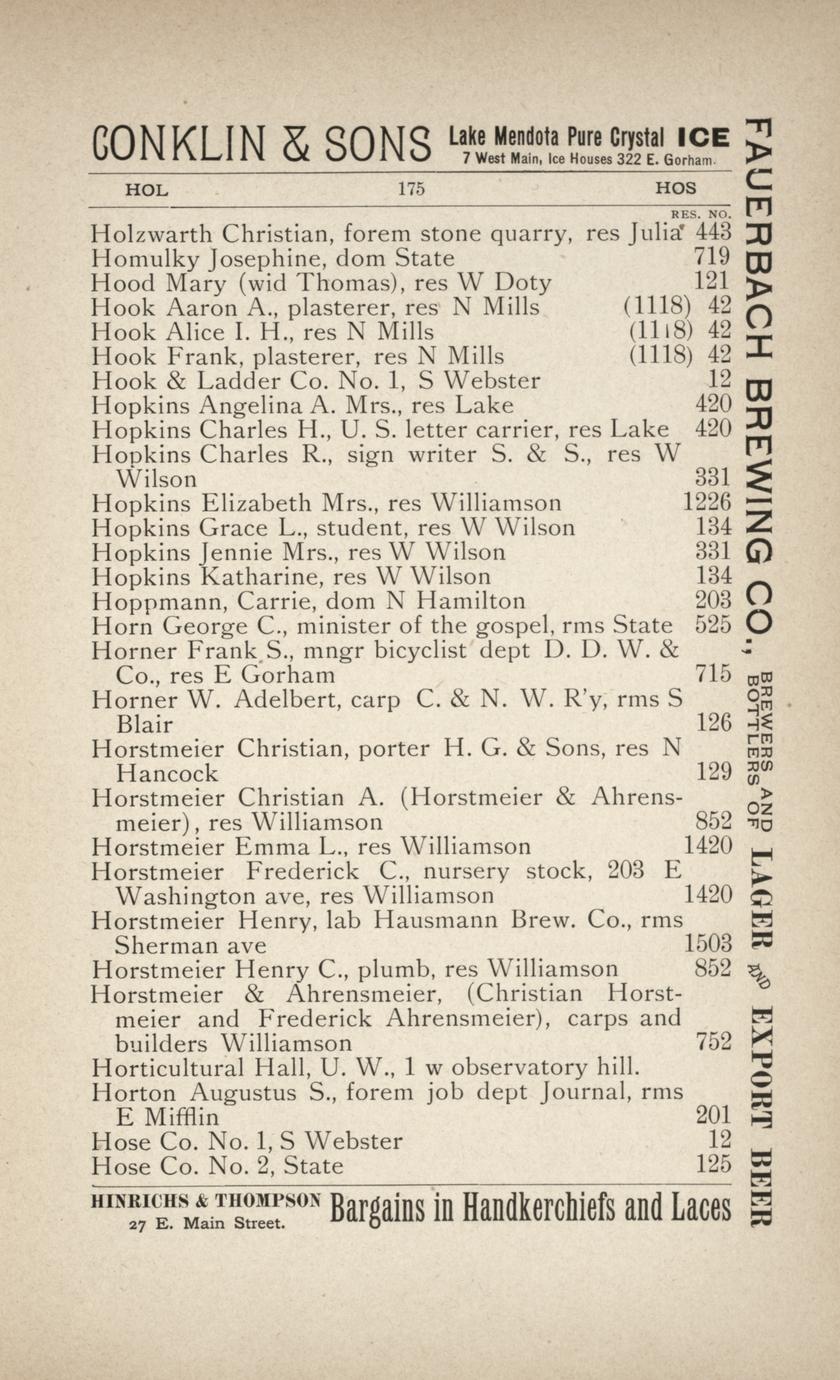 CONKLIN & SONS Lake Mendota Pure Crystal ICE
7 West Main, Ice Houses 322 E. Gorham.
HOL 175 HOS
RES. NO.
Holzwarth Christian, forem stone quarry, res Julia 443
Homulky Josephine, dom State 719
Hood Mary (wid Thomas), res W Doty 121
Hook Aaron A., plasterer, res N Mills (1118) 42
Hook Alice I. H., res N Mills (1118) 42
Hook Frank, plasterer, res N Mills (1118) 42
Hook & Ladder Co. No. 1, S Webster 12
Hopkins Angelina A. Mrs., res Lake 420
Hopkins Charles H., U. S. letter carrier, res Lake 420
Hopkins Charles R., sign writer S. & S., res W
Wilson 331
Hopkins Elizabeth Mrs., res Williamson 1226
Hopkins Grace L., student, res W Wilson 134
Hopkins Jennie Mrs., res W Wilson 331
Hopkins Katharine, res W Wilson 134
Hoppmann, Carrie, dom N Hamilton 203
Horn George C., minister of the gospel, rms State 525
Horner Frank S., mngr bicyclist dept D. D. W. &
Co., res E Gorham 715
Horner W. Adelbert, carp C. & N. W. R'y, rms S
Blair 126
Horstmeier Christian, porter H. G. & Sons, res N
Hancock 129
Horstmeier Christian A. (Horstmeier & Ahrens-
meier), res Williamson 852
Horstmeier Emma L., res Williamson 1420
Horstmeier Frederick C., nursery stock, 203 E
Washington ave, res Williamson 1420
Horstmeier Henry, lab Hausmann Brew. Co., rms
Sherman ave 1503
Horstmeier Henry C., plumb, res Williamson 852
Horstmeier & Ahrensmeier, (Christian Horst-
meier and Frederick Ahrensmeier), carps and
builders Williamson 752
Horticultural Hall, U. W., 1 w observatory hill.
Horton Augustus S., forem job dept Journal, rms
E Mifflin 201
Hose Co. No. 1, S Webster 12
Hose Co. No. 2, State 125
HINRICHS & THOMPSON Bargains in Handkerchiefs and Laces
27 E. Main Street.
FAUERBACH BREWING CO., BREWERS AND BOTTLERS OF LAGER AND EXPORT BEER